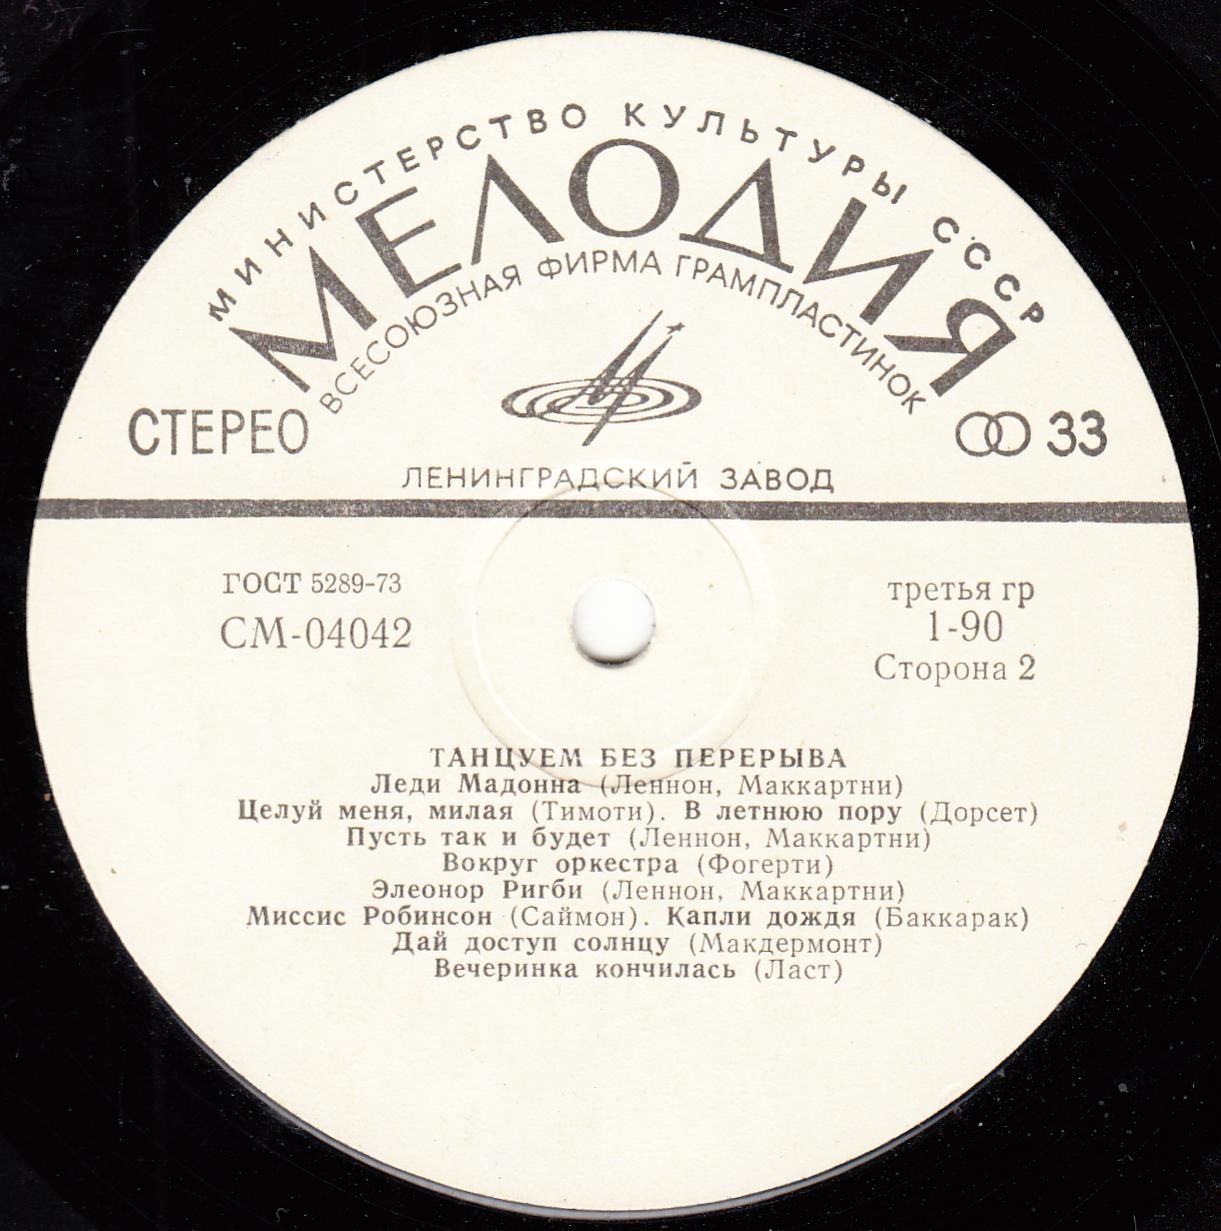 МИНИСТЕРСТВО КУЛЬТУРЫ СССР
МЕЛОДИЯ
ВСЕСОЮЗНАЯ ФИРМА ГРАМПЛАСТИНОК
СТЕРЕО
33
ЛЕНИНГРАДСКИЙ ЗАВОД
ГОСТ 5289-73
СМ-04042
третья гр
1-90
Сторона 2
ТАНЦУЕМ БЕЗ ПЕРЕРЫВА
Леди Мадонна (Леннон, Маккартни)
Целуй меня, милая (Тимоти). В летнюю пору (Дорсет)
Пусть так и будет (Леннон, Маккартни)
Вокруг оркестра (Фогерти)
Элеонор Ригби (Леннон, Маккартни)
Миссис Робинсон (Саймон). Капли дождя (Баккарак)
Дай доступ солнцу (Макдермонт)
Вечеринка кончилась (Ласт)